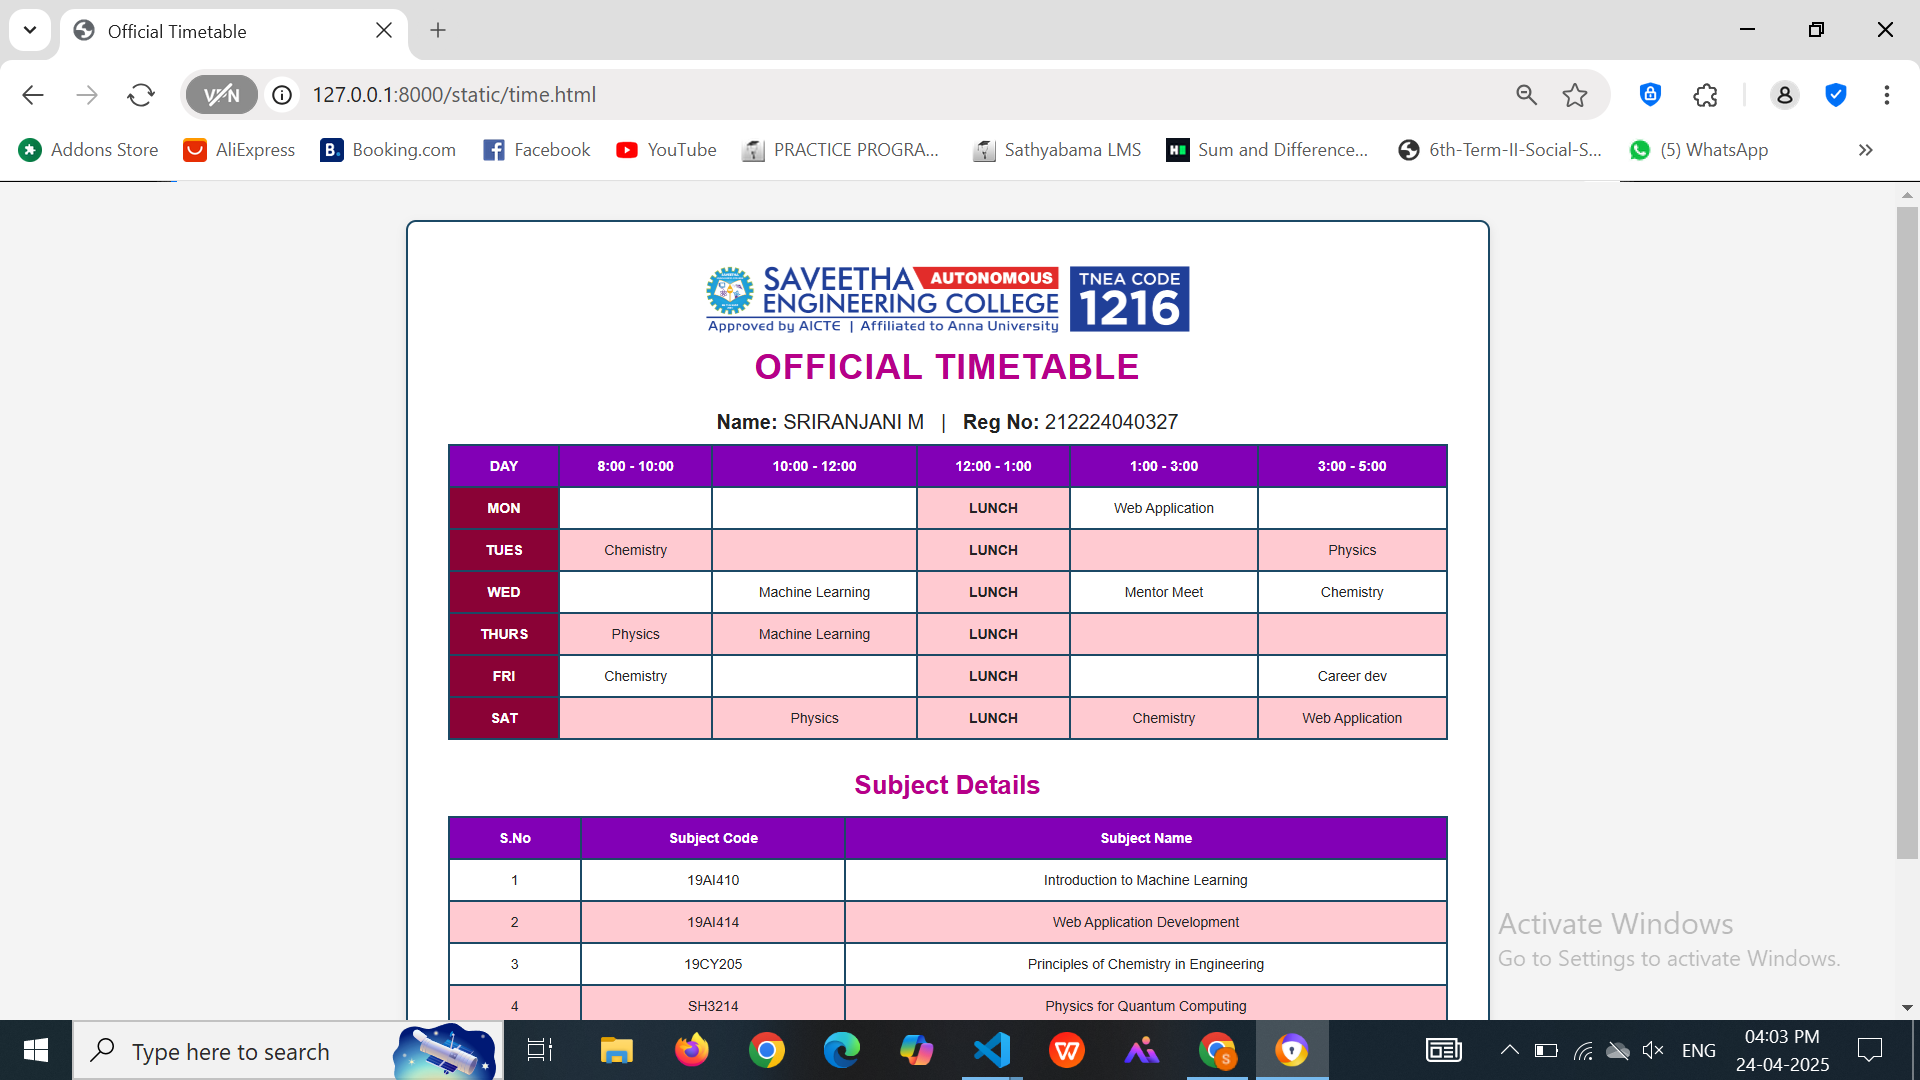 Official Timetable
VPN
127.0.0.1:8000/static/time.html
Addons Store
AliExpress
B.
Booking.com
Facebook
YouTube
PRACTICE PROGRA...
Sathyabama LMS
Sum and Difference...
6th-Term-II-Social-S...
(5) WhatsApp
SAVEETHA AUTONOMOUS
ENGINEERING COLLEGE
Approved by AICTE | Affiliated to Anna University
TNEA CODE
1216
OFFICIAL TIMETABLE
Name: SRIRANJANI M | Reg No: 212224040327
DAY 8:00 - 10:00 10:00 - 12:00 12:00 - 1:00 1:00 - 3:00 3:00 - 5:00
MON LUNCH Web Application
TUES Chemistry LUNCH Physics
WED Machine Learning LUNCH Mentor Meet Chemistry
THURS Physics Machine Learning LUNCH
FRI Chemistry LUNCH Career dev
SAT Physics LUNCH Chemistry Web Application
Subject Details
S.No Subject Code Subject Name
1 19AI410 Introduction to Machine Learning
2 19AI414 Web Application Development
3 19CY205 Principles of Chemistry in Engineering
4 SH3214 Physics for Quantum Computing
Activate Windows
Go to Settings to activate Windows.
Type here to search
ENG
04:03 PM
24-04-2025